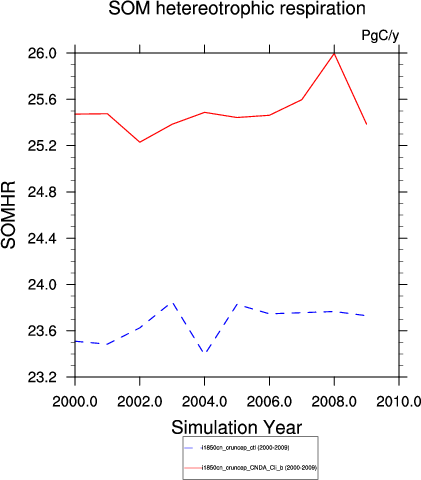 SOM hetereotrophic respiration
PgC/y
26.0
25.6
25.2
24.8
24.4
24.0
23.6
23.2
SOMHR
2000.0 2002.0 2004.0 2006.0 2008.0 2010.0
Simulation Year
i1850cn_cruncep_ctl (2000-2009)
i1850cn_cruncep_CNDA_Cli_b (2000-2009)